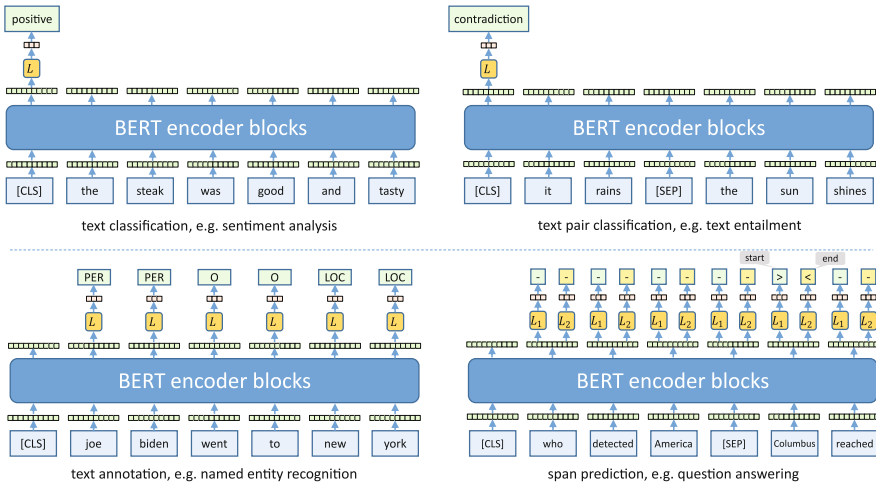 positive
L
BERT encoder blocks
[CLS] the steak was good and tasty
text classification, e.g. sentiment analysis
contradiction
L
BERT encoder blocks
[CLS] it rains [SEP] the sun shines
text pair classification, e.g. text entailment
PER PER O O LOC LOC
L L L L L L
BERT encoder blocks
[CLS] joe biden went to new york
text annotation, e.g. named entity recognition
start end
- - - - - - - - > < - -
L1 L2 L1 L2 L1 L2 L1 L2 L1 L2 L1 L2
BERT encoder blocks
[CLS] who detected America [SEP] Columbus reached
span prediction, e.g. question answering